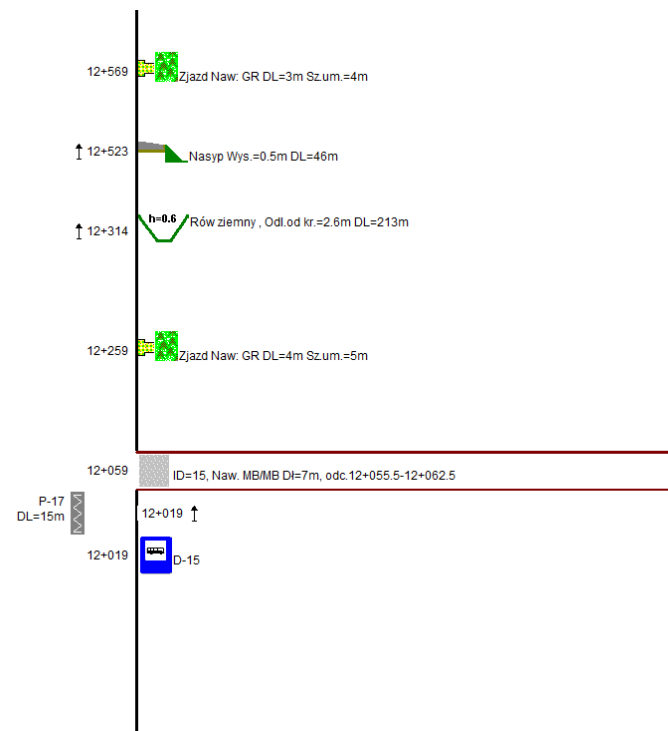 12+569 Zjazd Naw: GR DL=3m Sz.um.=4m
12+523 Nasyp Wys.=0.5m DL=46m
12+314 h=0.6 Rów ziemny , Odl.od kr.=2.6m DL=213m
12+259 Zjazd Naw: GR DL=4m Sz.um.=5m
12+059 ID=15, Naw. MB/MB Dł=7m, odc.12+055.5-12+062.5
P-17
DL=15m 12+019
12+019 D-15